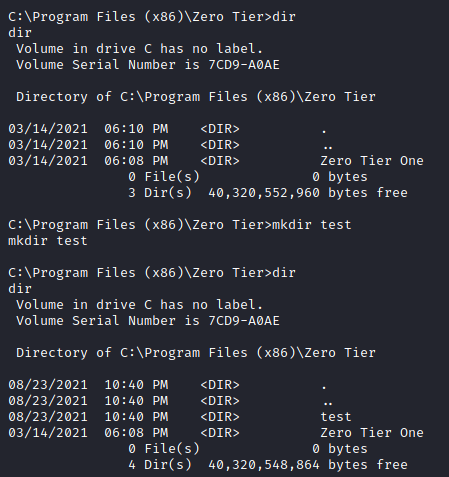 C:\Program Files (x86)\Zero Tier>dir
dir
 Volume in drive C has no label.
 Volume Serial Number is 7CD9-A0AE

 Directory of C:\Program Files (x86)\Zero Tier

03/14/2021  06:10 PM    <DIR>          .
03/14/2021  06:10 PM    <DIR>          ..
03/14/2021  06:08 PM    <DIR>          Zero Tier One
               0 File(s)              0 bytes
               3 Dir(s)  40,320,552,960 bytes free

C:\Program Files (x86)\Zero Tier>mkdir test
mkdir test

C:\Program Files (x86)\Zero Tier>dir
dir
 Volume in drive C has no label.
 Volume Serial Number is 7CD9-A0AE

 Directory of C:\Program Files (x86)\Zero Tier

08/23/2021  10:40 PM    <DIR>          .
08/23/2021  10:40 PM    <DIR>          ..
08/23/2021  10:40 PM    <DIR>          test
03/14/2021  06:08 PM    <DIR>          Zero Tier One
               0 File(s)              0 bytes
               4 Dir(s)  40,320,548,864 bytes free